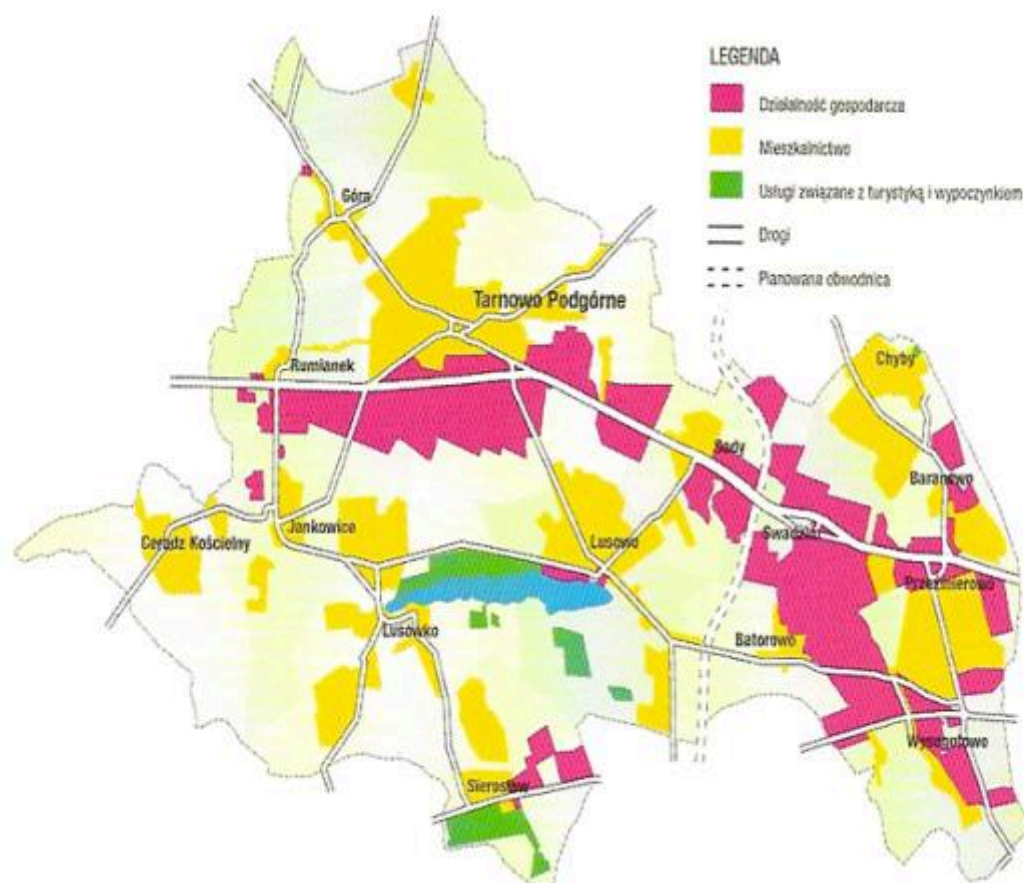 LEGENDA
Działalność gospodarcza
Mieszkalnictwo
Usługi związane z turystyką i wypoczynkiem
Drogi
Planowana obwodnica
Góra
Tarnowo Podgórne
Rumianek
Chyby
Sady
Baranowo
Jankowice
Cerądz Kościelny
Lusowo
Swadzim
Przeźmierowo
Lusówko
Batorowo
Wysogotowo
Sierosław